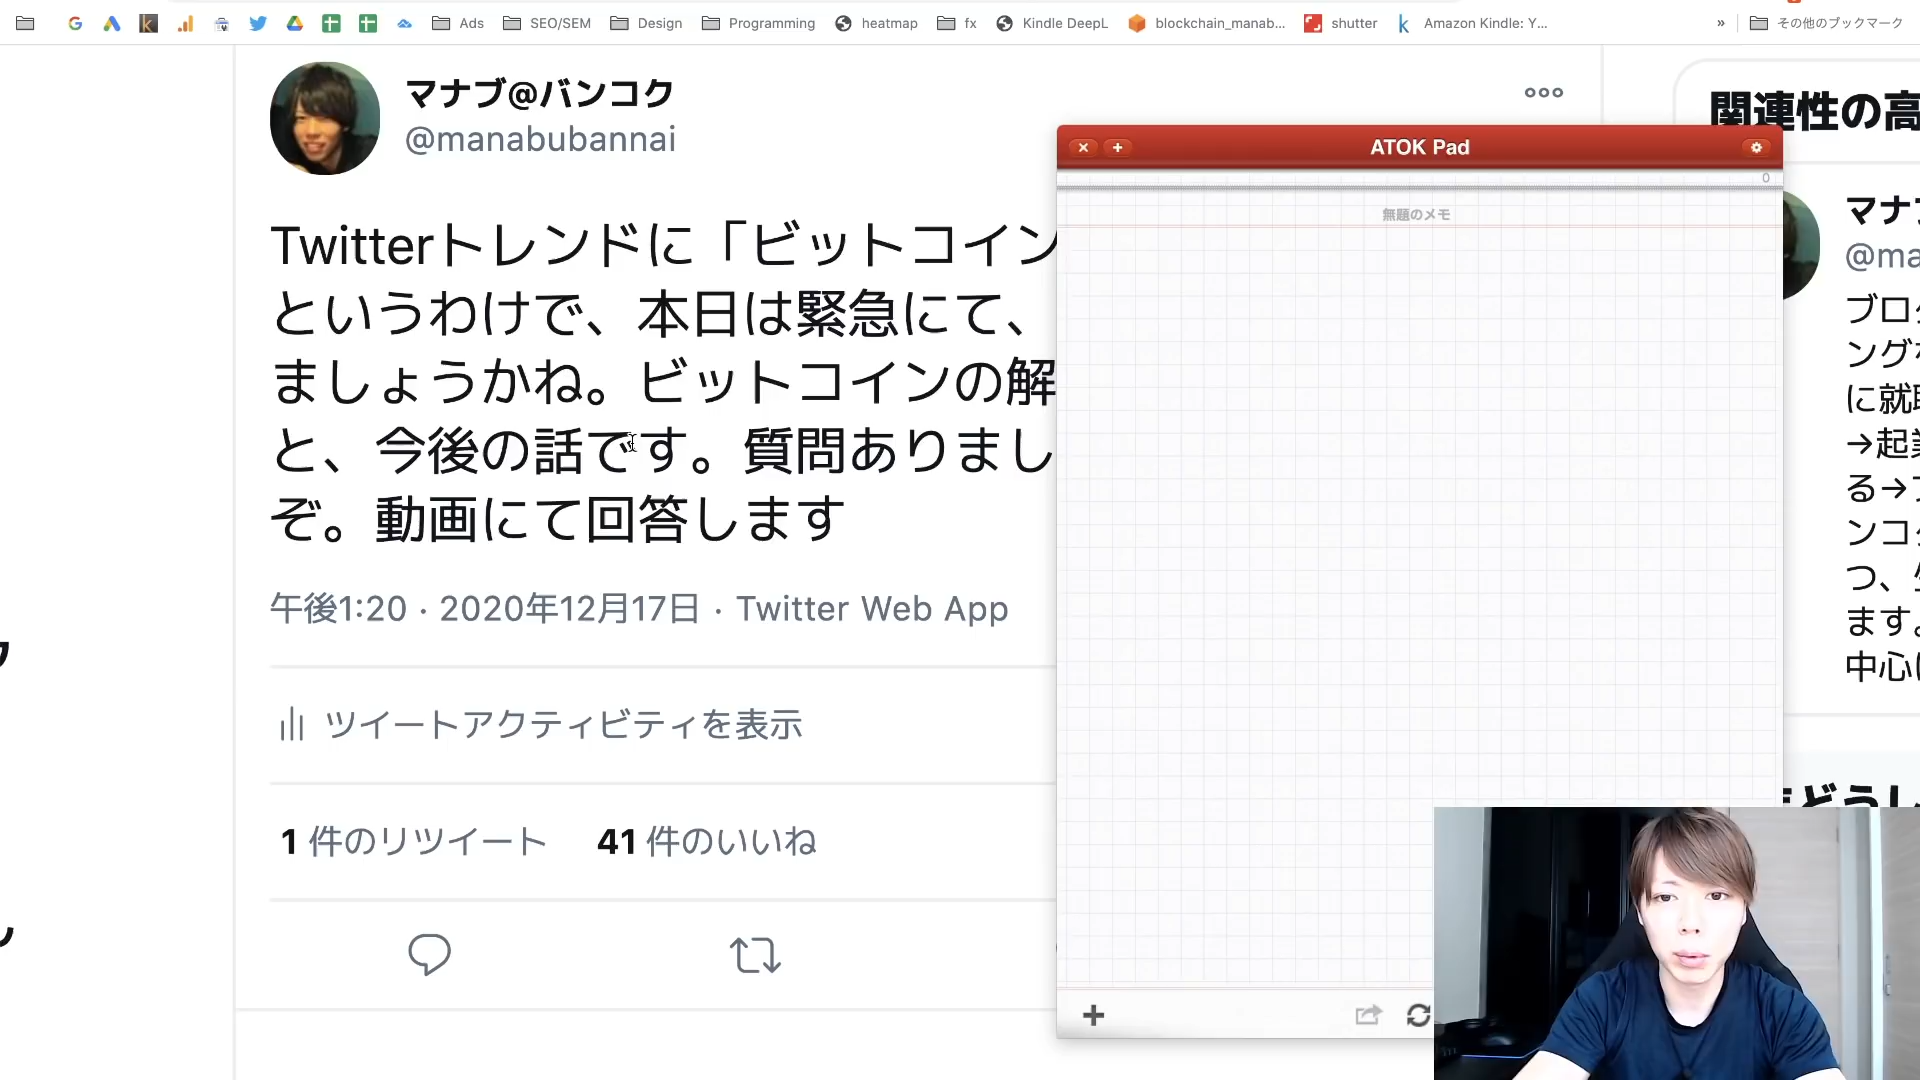 Ads
SEO/SEM
Design
Programming
heatmap
fx
Kindle DeepL
blockchain_manab...
shutter
Amazon Kindle: Y...
»
その他のブックマーク
マナブ@バンコク
@manabubannai
Twitterトレンドに「ビットコイン
というわけで、本日は緊急にて、
ましょうかね。ビットコインの解
と、今後の話です。質問ありまし
ぞ。動画にて回答します
午後1:20 · 2020年12月17日 · Twitter Web App
ツイートアクティビティを表示
1 件のリツイート 41 件のいいね
ATOK Pad
0
無題のメモ
関連性の高
マナ
@ma
ブロ
ング
に就
→起
る→
ンコ
つ、
ます。
中心
どうし